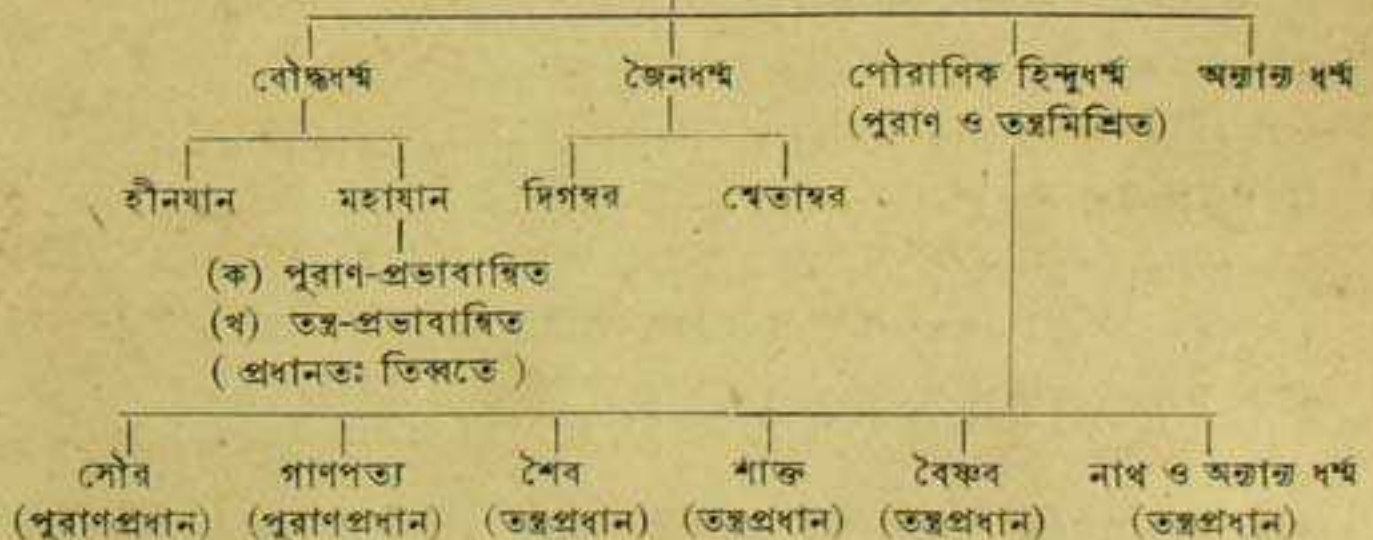 বৌদ্ধধর্ম্ম জৈনধর্ম্ম পৌরাণিক হিন্দুধর্ম্ম অন্যান্য ধর্ম্ম
(পুরাণ ও তন্ত্রমিশ্রিত)
হীনযান মহাযান দিগম্বর শ্বেতাম্বর
(ক) পুরাণ-প্রভাবান্বিত
(খ) তন্ত্র-প্রভাবান্বিত
( প্রধানতঃ তিব্বতে )
সৌর গাণপত্য শৈব শাক্ত বৈষ্ণব নাথ ও অন্যান্য ধর্ম্ম
(পুরাণপ্রধান) (পুরাণপ্রধান) (তন্ত্রপ্রধান) (তন্ত্রপ্রধান) (তন্ত্রপ্রধান) (তন্ত্রপ্রধান)